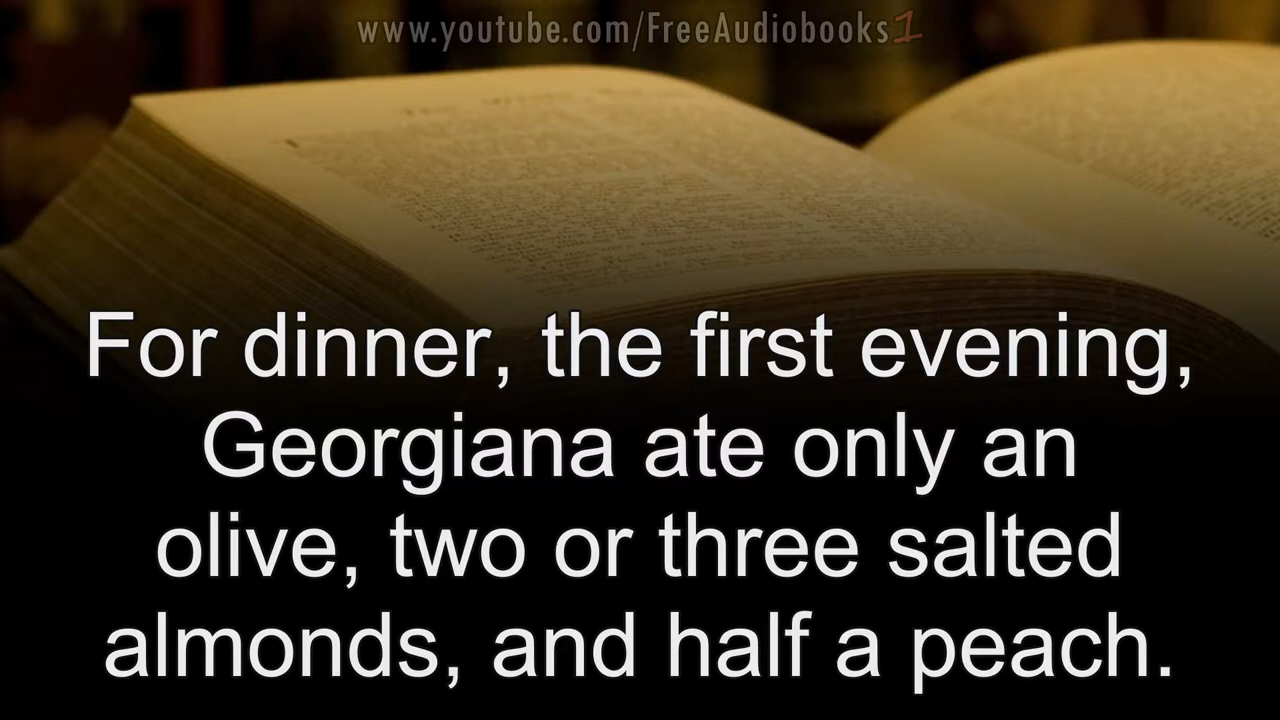 www.youtube.com/FreeAudiobooks1
For dinner, the first evening,
Georgiana ate only an
olive, two or three salted
almonds, and half a peach.